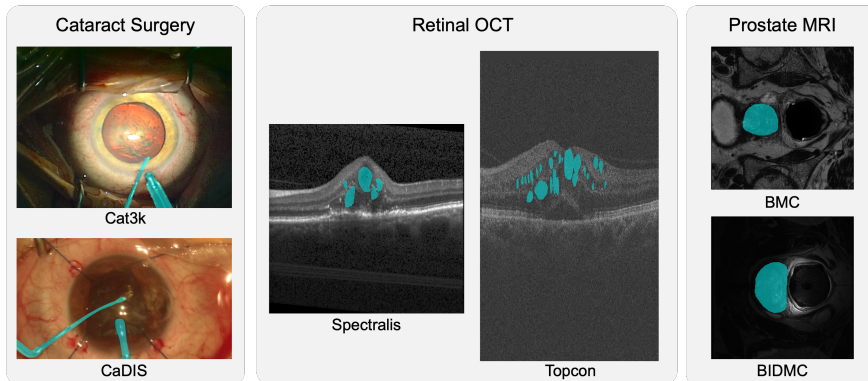 Cataract Surgery
Cat3k
CaDIS
Retinal OCT
Spectralis
Topcon
Prostate MRI
BMC
BIDMC